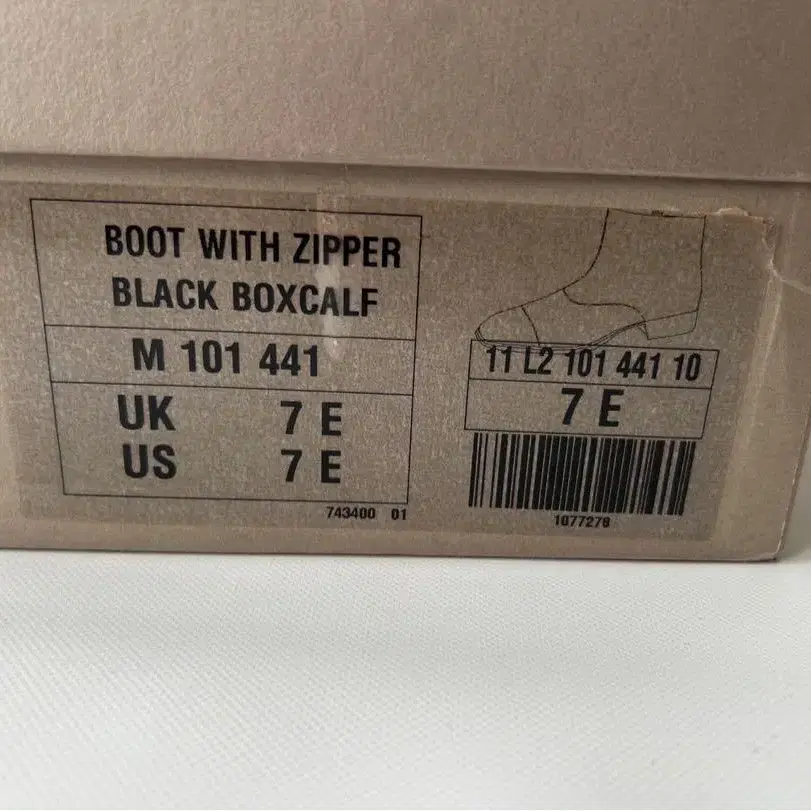 BOOT WITH ZIPPER
BLACK BOXCALF
M 101 441
UK 7 E
US 7 E
743400 01
11 L2 101 441 10
7 E
1077278